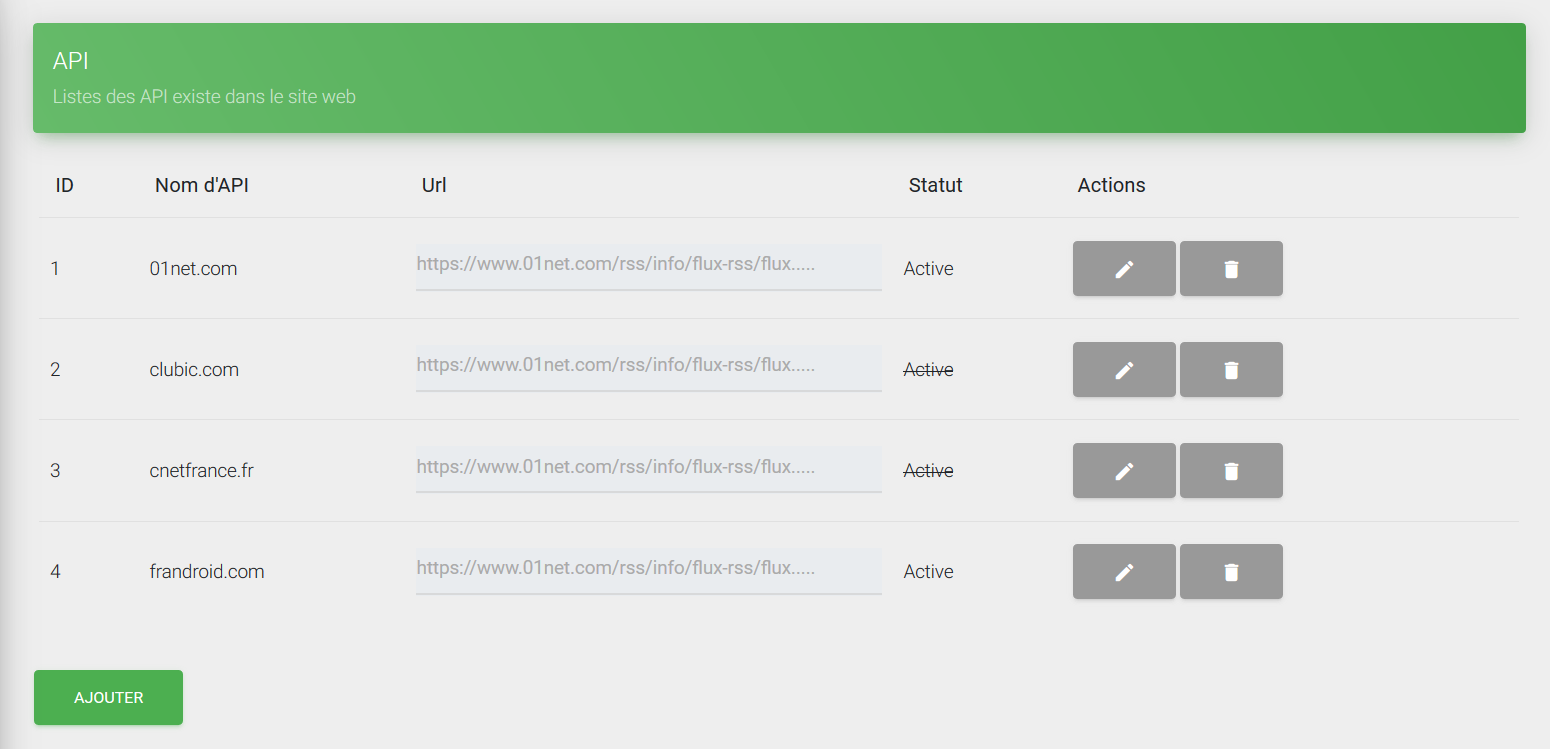 API
Listes des API existe dans le site web
ID Nom d'API Url Statut Actions
1 01net.com https://www.01net.com/rss/info/flux-rss/flux..... Active
2 clubic.com https://www.01net.com/rss/info/flux-rss/flux..... Active
3 cnetfrance.fr https://www.01net.com/rss/info/flux-rss/flux..... Active
4 frandroid.com https://www.01net.com/rss/info/flux-rss/flux..... Active
AJOUTER